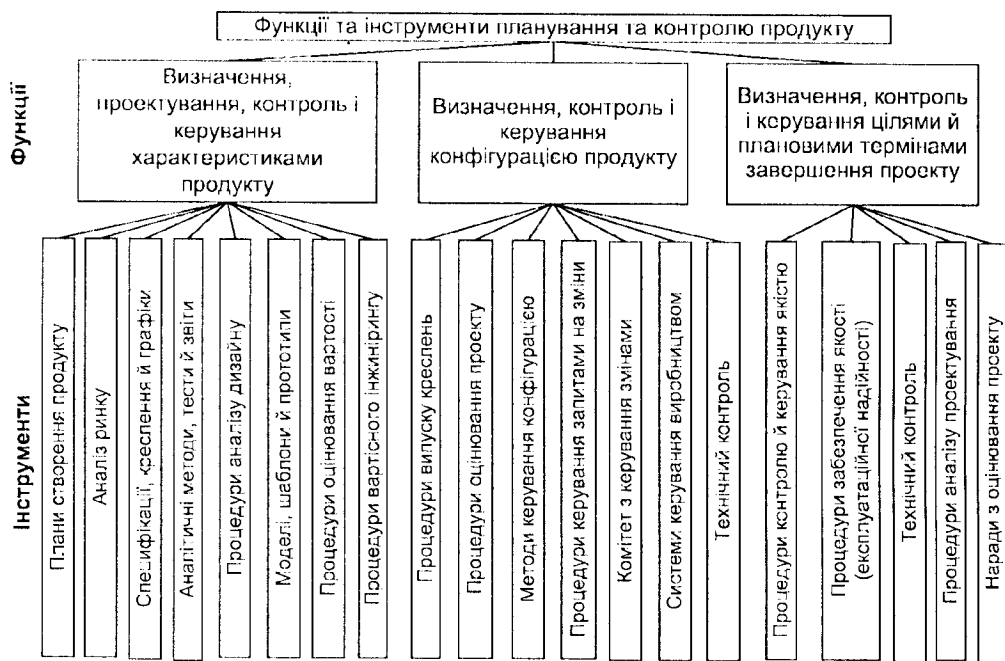 Функції та інструменти планування та контролю продукту
Функції
Визначення,
проектування, контроль і
керування
характеристиками
продукту
Визначення, контроль і
керування
конфігурацією продукту
Визначення, контроль
і керування цілями й
плановими термінами
завершення проекту
Інструменти
Плани створення продукту
Аналіз ринку
Специфікації, креслення й графіки
Аналітичні методи, тести й звіти
Процедури аналізу дизайну
Моделі, шаблони й прототипи
Процедури оцінювання вартості
Процедури вартісного інжинірингу
Процедури випуску креслень
Процедури оцінювання проекту
Методи керування конфігурацією
Процедури керування запитами на зміни
Комітет з керування змінами
Системи керування виробництвом
Технічний контроль
Процедури контролю й керування якістю
Процедури забезпечення якості
(експлуатаційної надійності)
Технічний контроль
Процедури аналізу проектування
Наради з оцінювання проекту